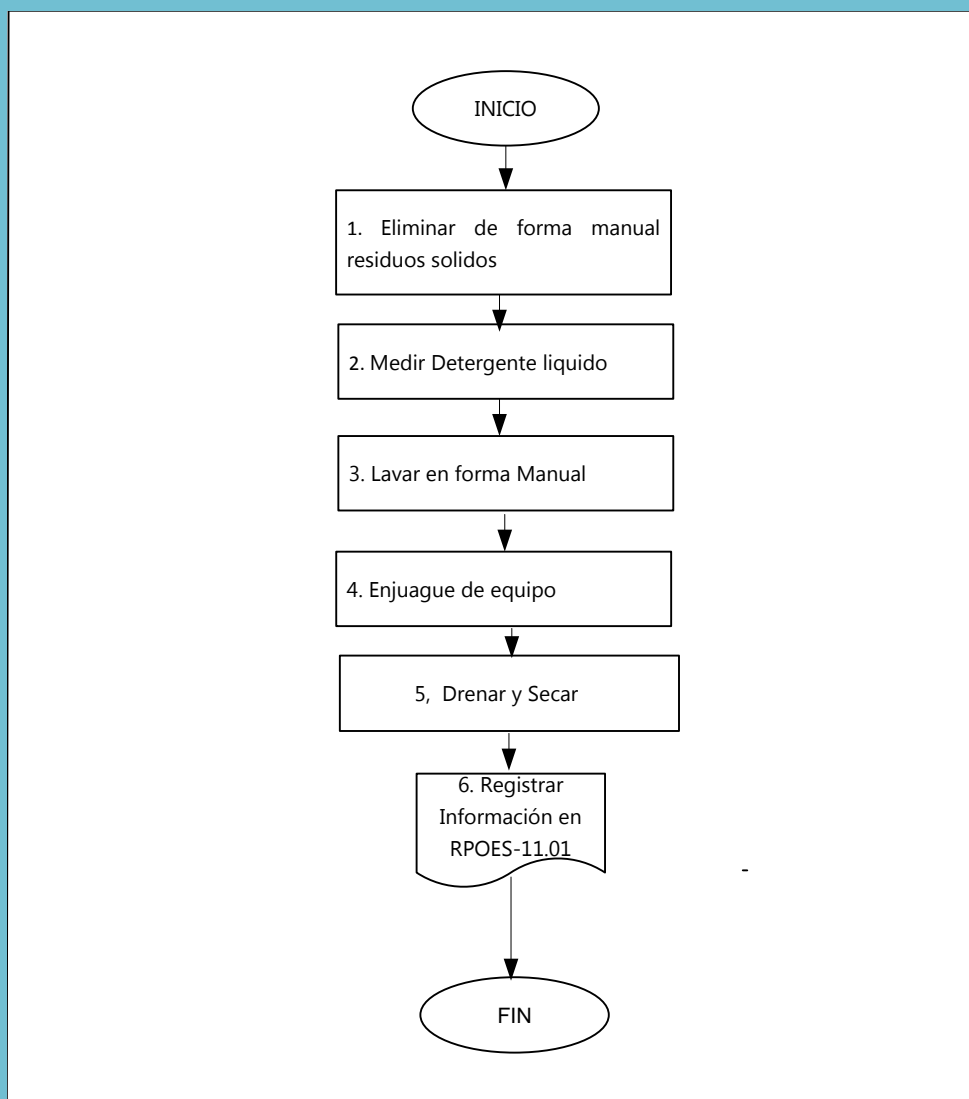 INICIO
1. Eliminar de forma manual
residuos solidos
2. Medir Detergente liquido
3. Lavar en forma Manual
4. Enjuague de equipo
5, Drenar y Secar
6. Registrar
Información en
RPOES-11.01
-
FIN